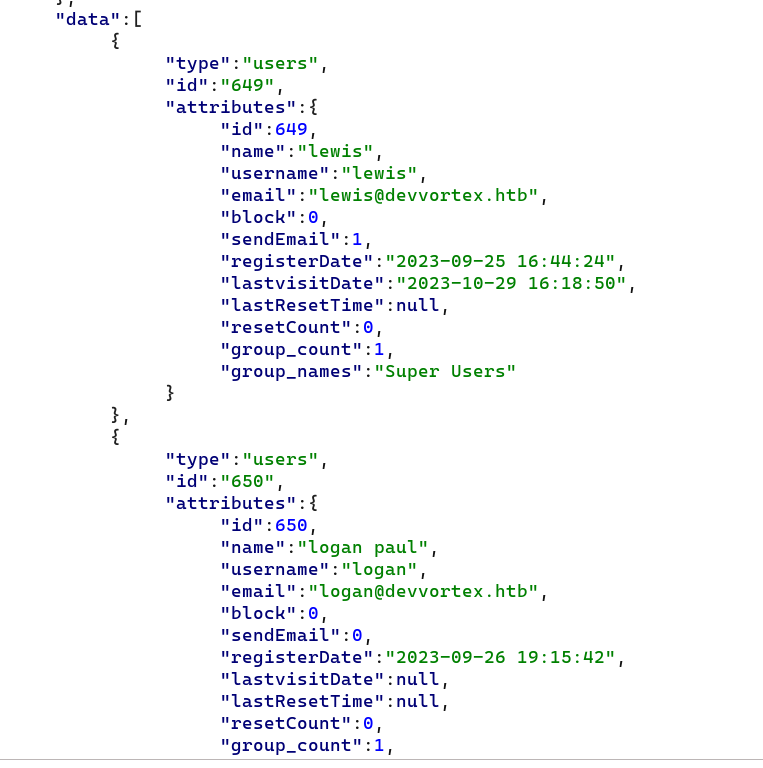 "data":[
{
"type":"users",
"id":"649",
"attributes":{
"id":649,
"name":"lewis",
"username":"lewis",
"email":"lewis@devvortex.htb",
"block":0,
"sendEmail":1,
"registerDate":"2023-09-25 16:44:24",
"lastvisitDate":"2023-10-29 16:18:50",
"lastResetTime":null,
"resetCount":0,
"group_count":1,
"group_names":"Super Users"
}
},
{
"type":"users",
"id":"650",
"attributes":{
"id":650,
"name":"logan paul",
"username":"logan",
"email":"logan@devvortex.htb",
"block":0,
"sendEmail":0,
"registerDate":"2023-09-26 19:15:42",
"lastvisitDate":null,
"lastResetTime":null,
"resetCount":0,
"group_count":1,